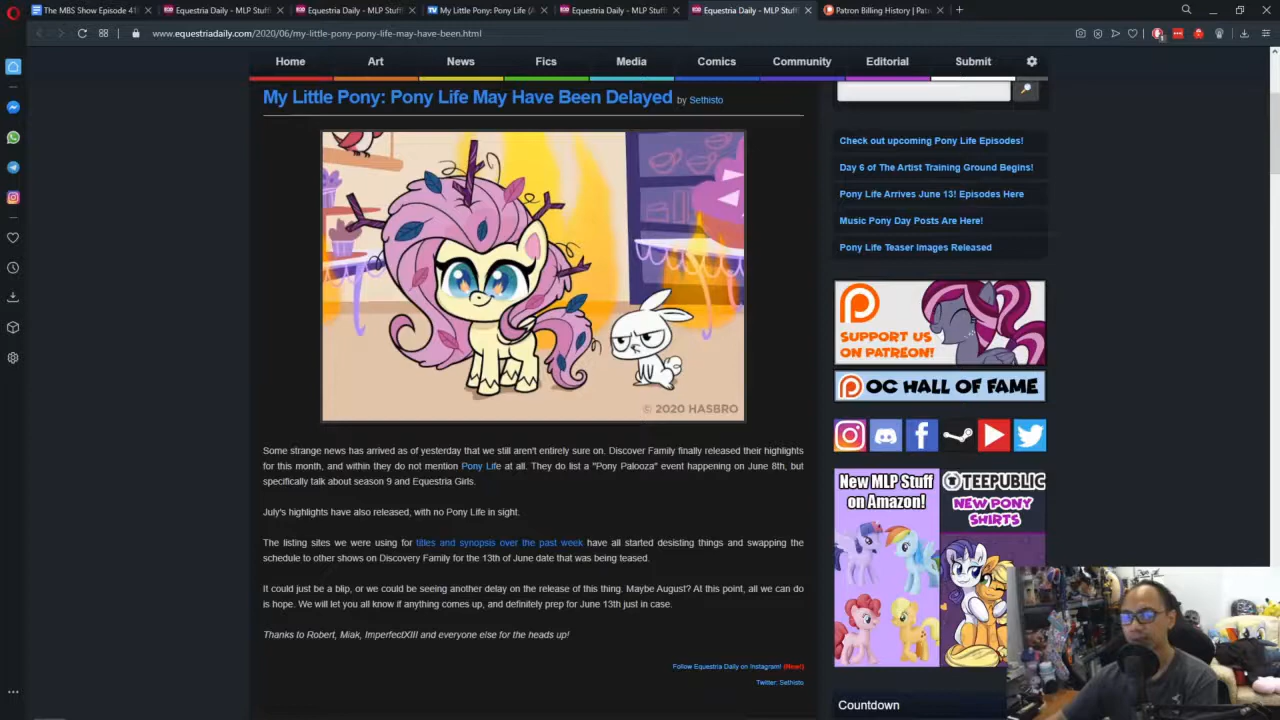 The MBS Show Episode 41
Equestria Daily - MLP Stuff
Equestria Daily - MLP Stuff
My Little Pony: Pony Life (
Equestria Daily - MLP Stuff
Equestria Daily - MLP Stuff
Patron Billing History | Pat
www.equestriadaily.com/2020/06/my-little-pony-pony-life-may-have-been.html
Home
Art
News
Fics
Media
Comics
Community
Editorial
Submit
My Little Pony: Pony Life May Have Been Delayed by Sethisto
© 2020 HASBRO
Some strange news has arrived as of yesterday that we still aren't entirely sure on. Discover Family finally released their highlights
for this month, and within they do not mention Pony Life at all. They do list a "Pony Palooza" event happening on June 8th, but
specifically talk about season 9 and Equestria Girls.
July's highlights have also released, with no Pony Life in sight.
The listing sites we were using for titles and synopsis over the past week have all started desisting things and swapping the
schedule to other shows on Discovery Family for the 13th of June date that was being teased.
It could just be a blip, or we could be seeing another delay on the release of this thing. Maybe August? At this point, all we can do
is hope. We will let you all know if anything comes up, and definitely prep for June 13th just in case.
Thanks to Robert, Miak, ImperfectXIII and everyone else for the heads up!
Follow Equestria Daily on Instagram! (New!)
Twitter: Sethisto
Check out upcoming Pony Life Episodes!
Day 6 of The Artist Training Ground Begins!
Pony Life Arrives June 13! Episodes Here
Music Pony Day Posts Are Here!
Pony Life Teaser Images Released
SUPPORT US
ON PATREON!
OC HALL OF FAME
New MLP Stuff
on Amazon!
TEEPUBLIC
NEW PONY
SHIRTS
Countdown